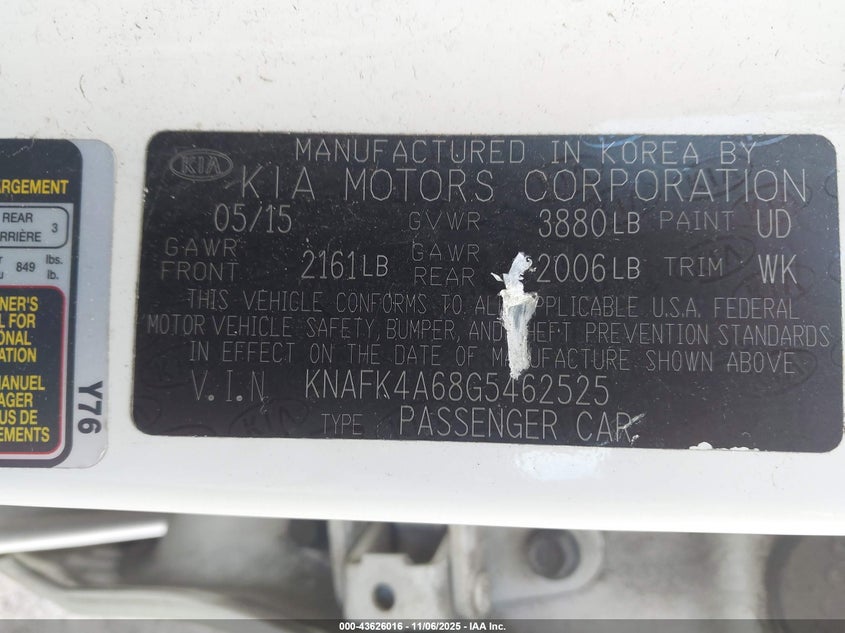 ARGEMENT
REAR
RRIÈRE
3
849
lbs.
lb.
NER'S
L FOR
ONAL
ATION
MANUEL
AGER
US DE
EMENTS
Y76
KIA
MANUFACTURED IN KOREA BY
KIA MOTORS CORPORATION
05/15 GVWR 3880LB PAINT UD
GAWR FRONT 2161LB GAWR REAR 2006LB TRIM WK
THIS VEHICLE CONFORMS TO ALL APPLICABLE U.S.A. FEDERAL
MOTOR VEHICLE SAFETY, BUMPER, AND THEFT PREVENTION STANDARDS
IN EFFECT ON THE DATE OF MANUFACTURE SHOWN ABOVE
V.I.N KNAFK4A68G5462525
TYPE PASSENGER CAR
000-43626016 - 11/06/2025 - IAA Inc.